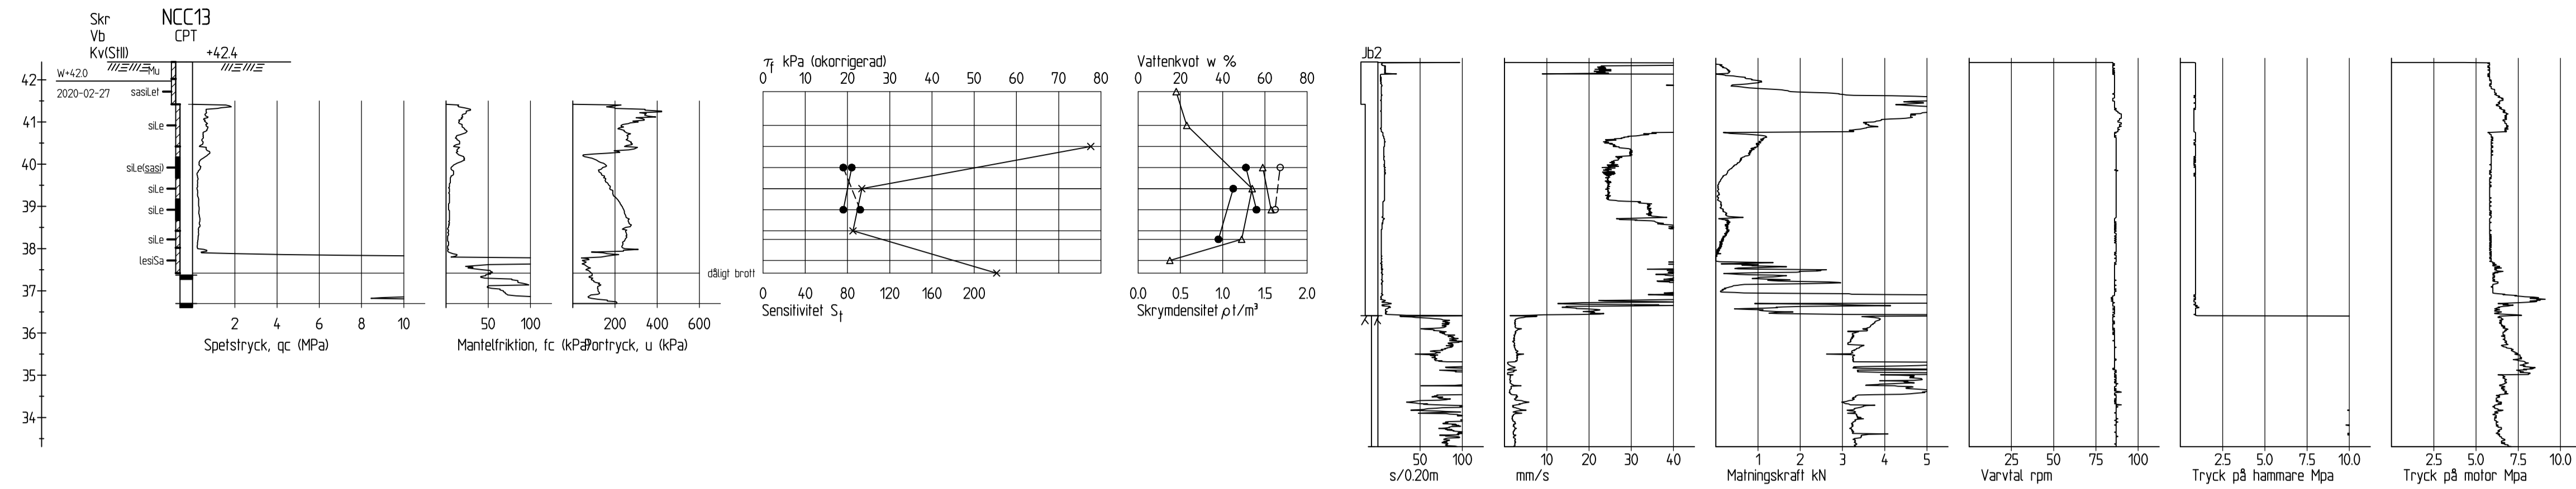 Skr NCC13
Vb CPT
Kv(StII) +42.4
Jb2
τf kPa (okorrigerad)
Vattenkvot w %
0 10 20 30 40 50 60 70 80
0 20 40 60 80
W+42.0
Mu
2020-02-27
sasiLet
siLe
siLe(sasi)
siLe
siLe
siLe
lesiSa
42
41
40
39
38
37
36
35
34
dåligt brott
0 40 80 120 160 200
Sensitivitet St
0.0 0.5 1.0 1.5 2.0
Skrymdensitet ρ t/m³
2 4 6 8 10
Spetstryck, qc (MPa)
50 100
Mantelfriktion, fc (kPa)
200 400 600
Portryck, u (kPa)
50 100
s/0.20m
10 20 30 40
mm/s
1 2 3 4 5
Matningskraft kN
25 50 75 100
Varvtal rpm
2.5 5.0 7.5 10.0
Tryck på hammare Mpa
2.5 5.0 7.5 10.0
Tryck på motor Mpa